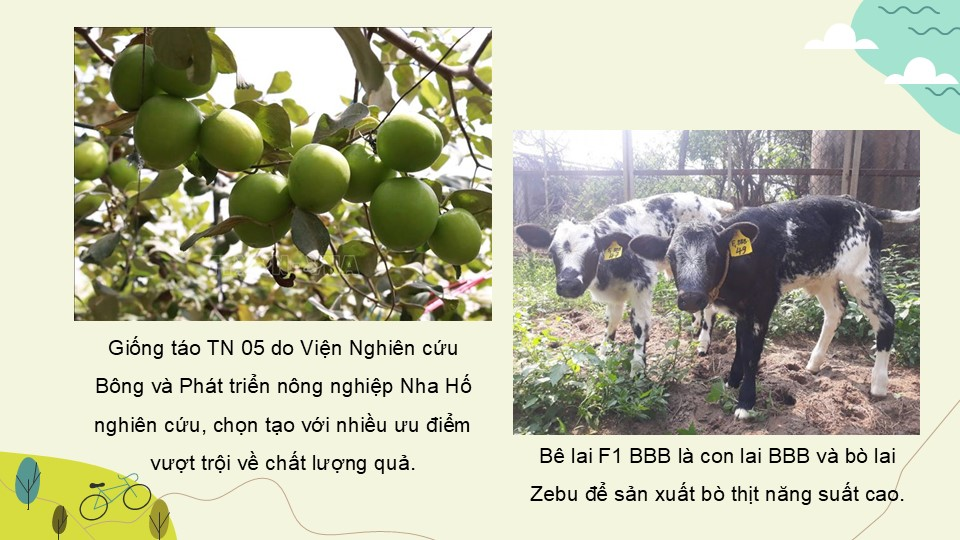 Giống táo TN 05 do Viện Nghiên cứu
Bông và Phát triển nông nghiệp Nha Hố
nghiên cứu, chọn tạo với nhiều ưu điểm
vượt trội về chất lượng quả.
Bê lai F1 BBB là con lai BBB và bò lai
Zebu để sản xuất bò thịt năng suất cao.